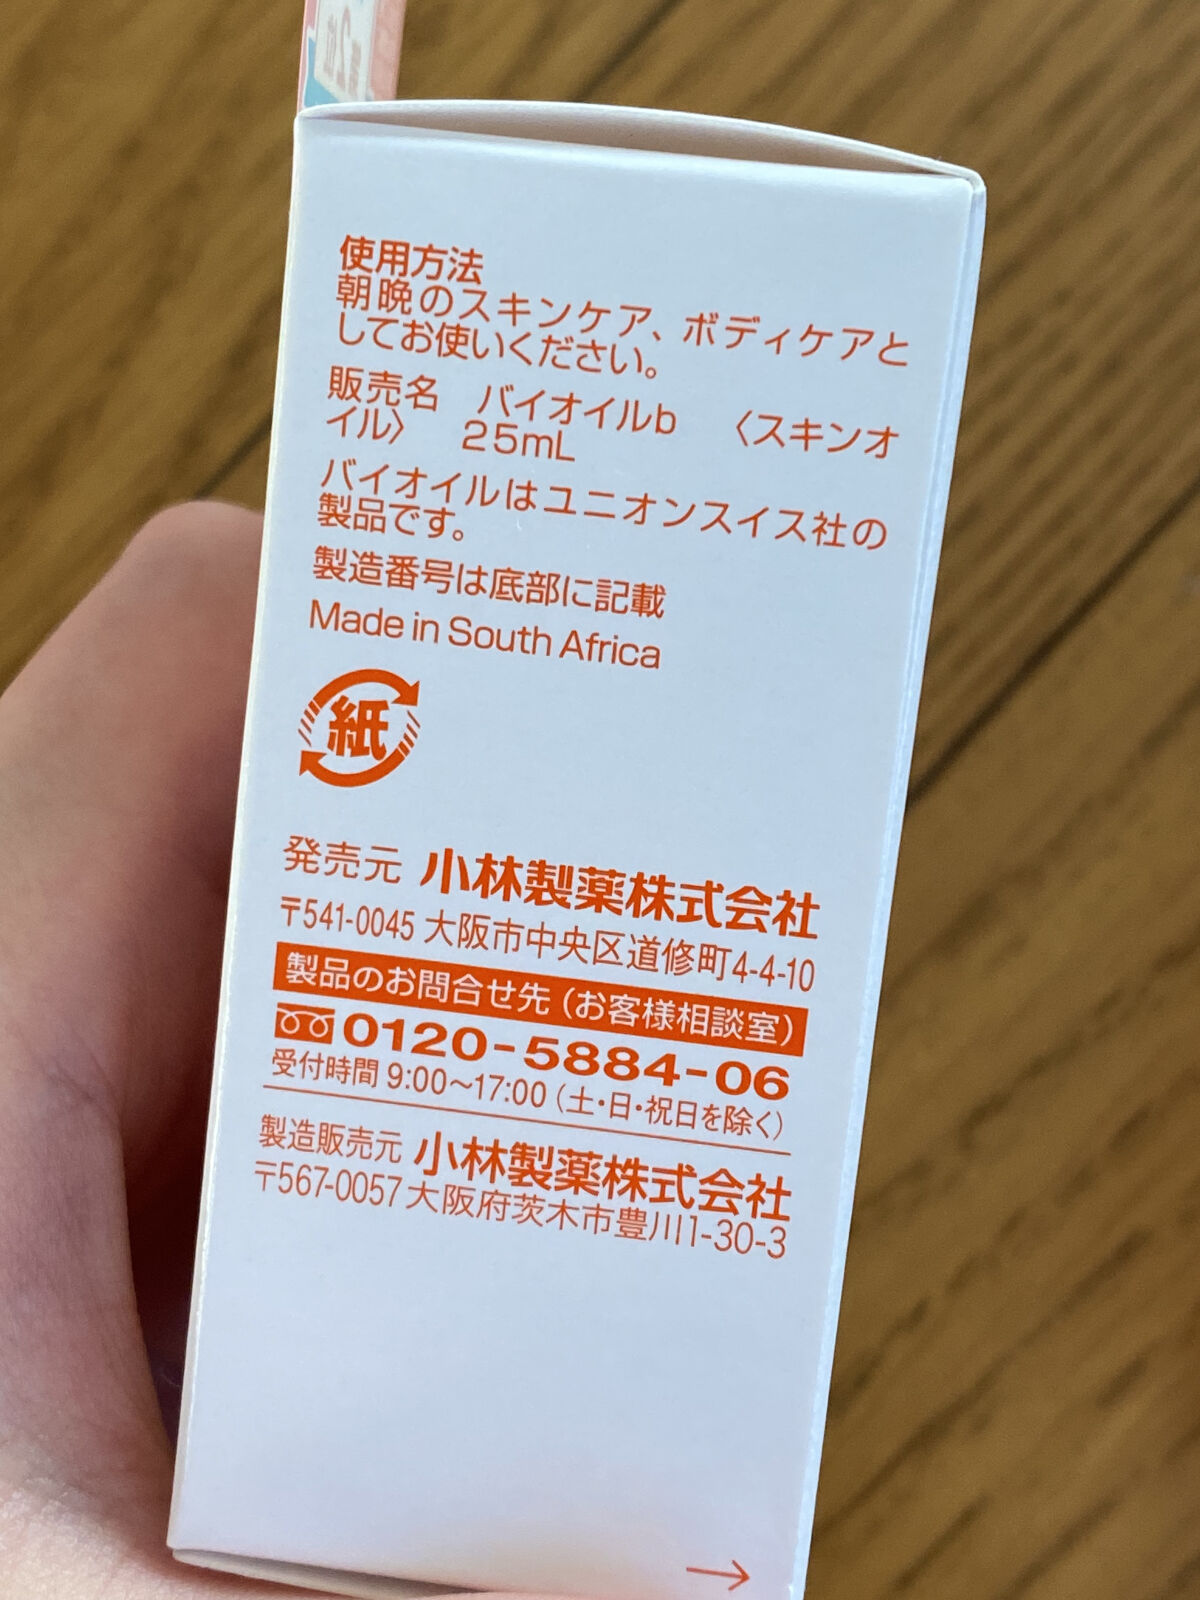 使用方法
朝晩のスキンケア、ボディケアと
してお使いください。
販売名　バイオイルb　〈スキンオ
イル〉　25mL
バイオイルはユニオンスイス社の
製品です。
製造番号は底部に記載
Made in South Africa
紙
発売元 小林製薬株式会社
〒541-0045 大阪市中央区道修町4-4-10
製品のお問合せ先（お客様相談室）
0120-5884-06
受付時間 9:00〜17:00（土・日・祝日を除く）
製造販売元 小林製薬株式会社
〒567-0057 大阪府茨木市豊川1-30-3